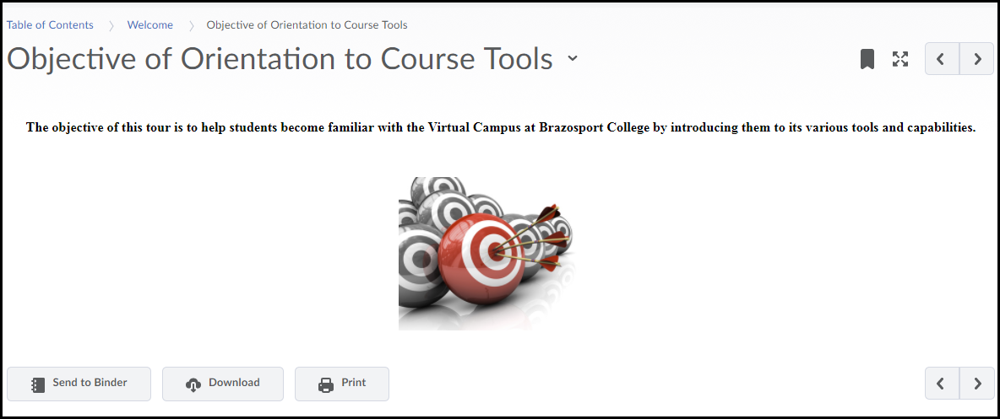 Table of Contents > Welcome > Objective of Orientation to Course Tools
Objective of Orientation to Course Tools
The objective of this tour is to help students become familiar with the Virtual Campus at Brazosport College by introducing them to its various tools and capabilities.
Send to Binder Download Print